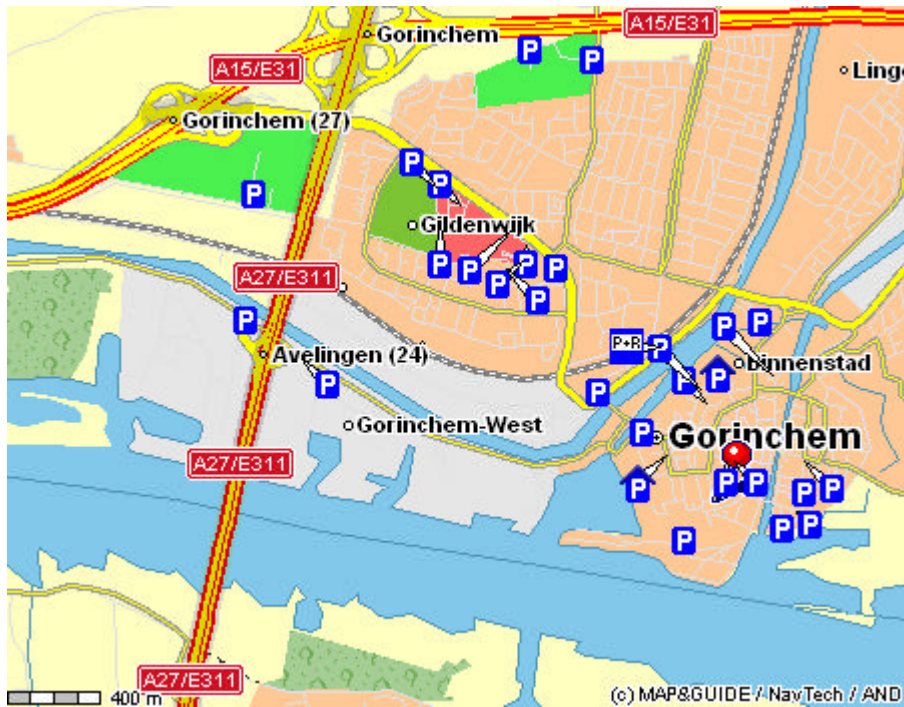 A15/E31
Gorinchem
A15/E31
Linge
Gorinchem (27)
P
P
P
P
P
Gildenwijk
P
P
P
P
P
P
A27/E311
P
P
P
P+R
P
Avelingen (24)
Binnenstad
P
P
P
P
Gorinchem-West
P
Gorinchem
A27/E311
P
P
P
P
P
P
P
P
A27/E311
400 m
(c) MAP&GUIDE / NavTech / AND